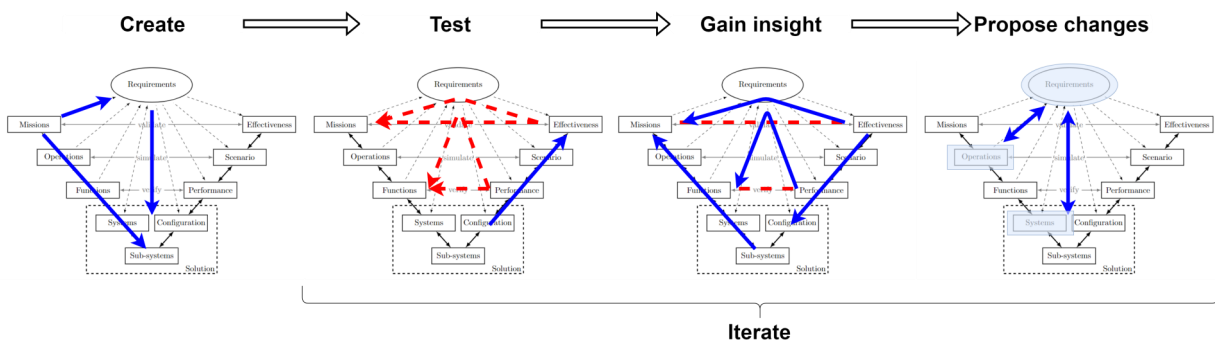 Create
Test
Gain insight
Propose changes
Requirements
Missions
validate
Effectiveness
Operations
simulate
Scenario
Functions
verify
Performance
Systems
Configuration
Sub-systems
Solution
Requirements
Missions
Effectiveness
Operations
simulate
Scenario
Functions
verify
Performance
Systems
Configuration
Sub-systems
Solution
Requirements
Missions
Effectiveness
Operations
simulate
Scenario
Functions
verify
Performance
Systems
Configuration
Sub-systems
Solution
Requirements
Missions
Effectiveness
Operations
simulate
Scenario
Functions
verify
Performance
Systems
Configuration
Sub-systems
Solution
Iterate